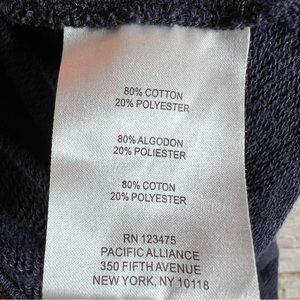 80% COTTON
20% POLYESTER
80% ALGODON
20% POLIESTER
80% COTON
20% POLYESTER
RN 123475
PACIFIC ALLIANCE
350 FIFTH AVENUE
NEW YORK, NY 10118